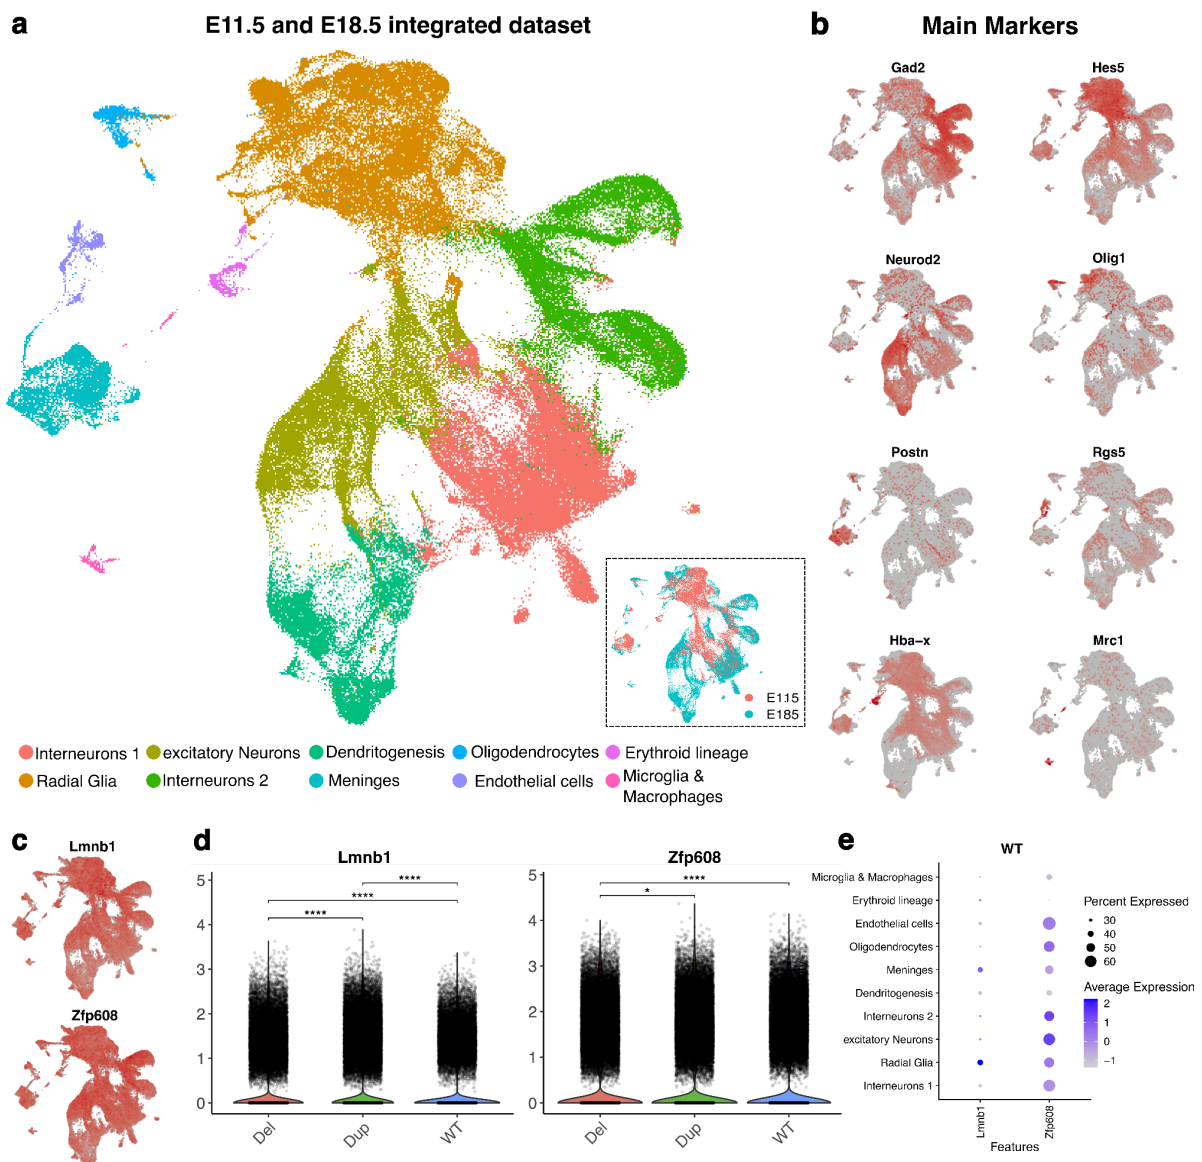 a
E11.5 and E18.5 integrated dataset
E115
E185
Interneurons 1
excitatory Neurons
Dendritogenesis
Oligodendrocytes
Erythroid lineage
Radial Glia
Interneurons 2
Meninges
Endothelial cells
Microglia &
Macrophages
b
Main Markers
Gad2
Hes5
Neurod2
Olig1
Postn
Rgs5
Hba−x
Mrc1
c
Lmnb1
Zfp608
d
Lmnb1
****
****
****
5
4
3
2
1
0
Del
Dup
WT
Zfp608
****
*
5
4
3
2
1
0
Del
Dup
WT
e
WT
Microglia & Macrophages
Erythroid lineage
Endothelial cells
Oligodendrocytes
Meninges
Dendritogenesis
Interneurons 2
excitatory Neurons
Radial Glia
Interneurons 1
Lmnb1
Zfp608
Features
Percent Expressed
30
40
50
60
Average Expression
2
1
0
−1